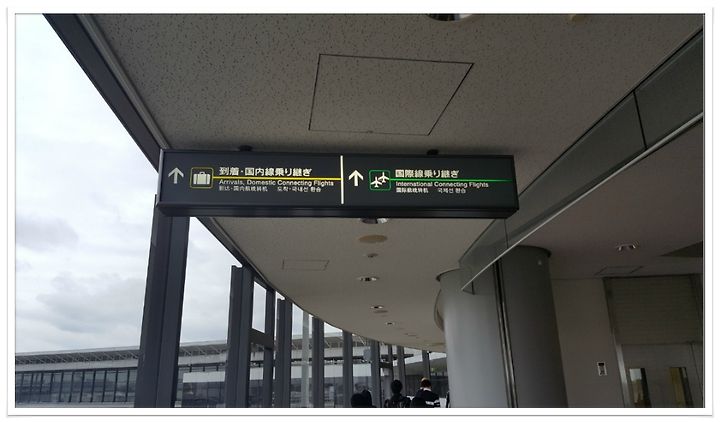 到着・国内線乗り継ぎ
Arrivals, Domestic Connecting Flights
到达・国内航线转机 도착・국내선 환승
国際線乗り継ぎ
International Connecting Flights
国际航线转机 국제선 환승